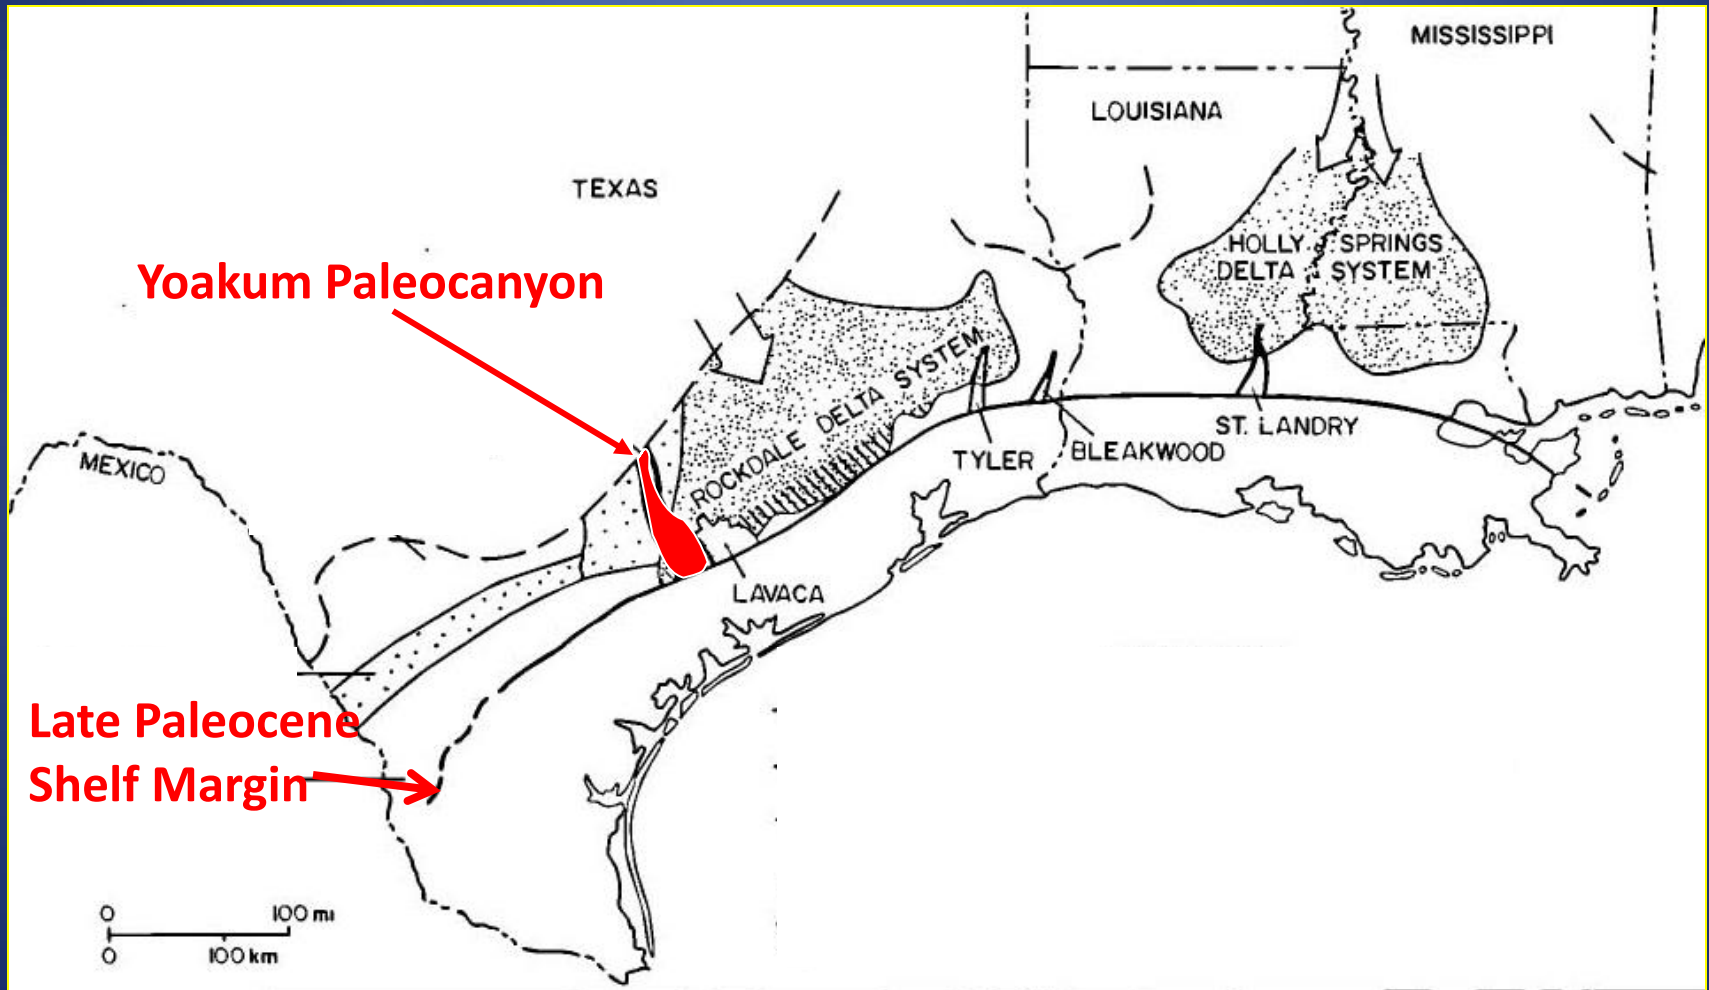 MISSISSIPPI
LOUISIANA
TEXAS
HOLLY SPRINGS
DELTA SYSTEM
Yoakum Paleocanyon
ROCKDALE DELTA SYSTEM
ST. LANDRY
BLEAKWOOD
TYLER
MEXICO
LAVACA
Late Paleocene
Shelf Margin
0 100 mi
0 100 km